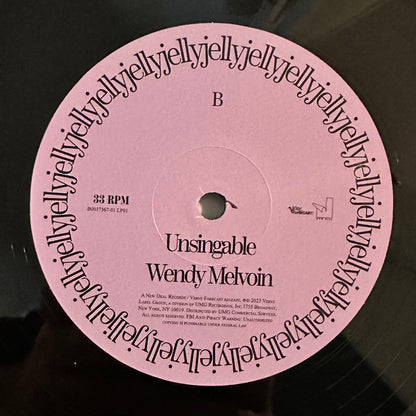 jellyjellyjellyjellyjellyjellyjellyjellyjellyjellyjellyjellyjellyjellyjellyjelly
B
33 RPM
Verve
Forecast
Unsingable
Wendy Melvoin
A New Deal Records / Verve Forecast release,
Label Group, a division of UMG Recordings, Inc 1755 Broadway,
New York, NY 10019. Distributed by UMG Commercial Services.
All rights reserved. FBI Anti-Piracy Warning: Unauthorized
copying is punishable under federal law